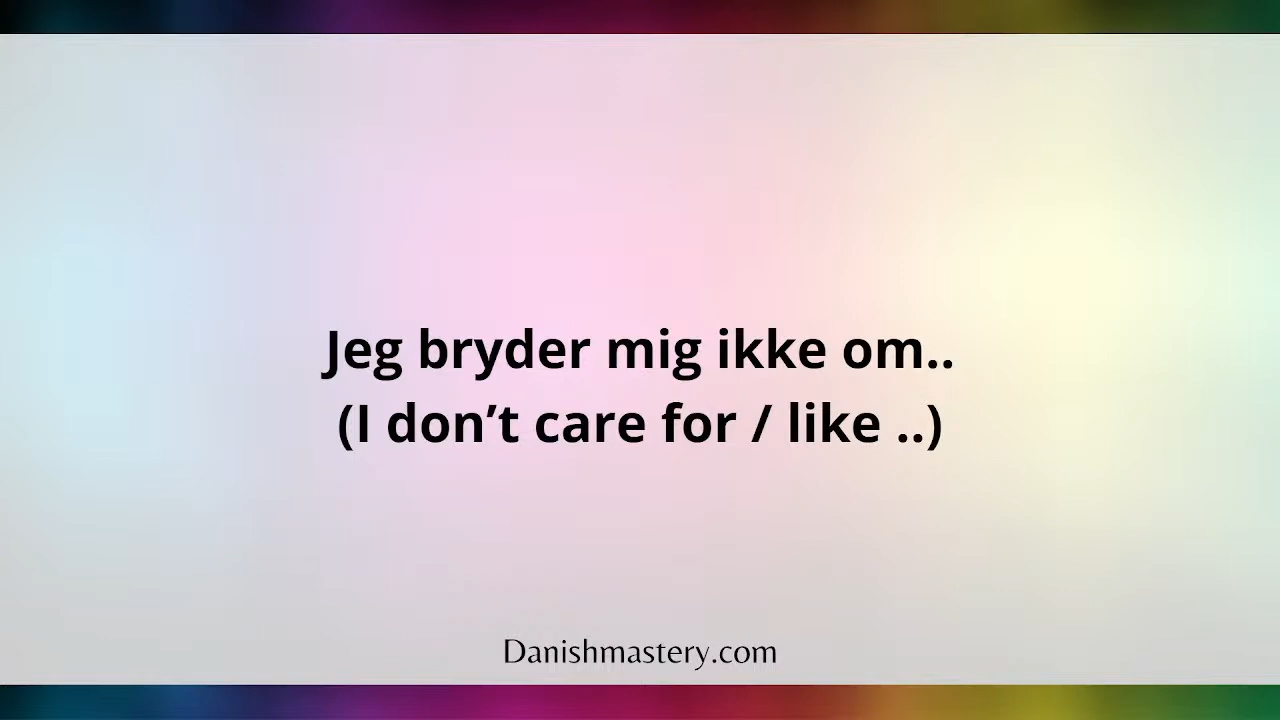 Jeg bryder mig ikke om..
(I don’t care for / like ..)
Danishmastery.com